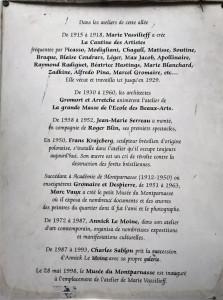 Dans les ateliers de cette allée
De 1915 à 1918, Marie Vassilieff a crée
La Cantine des Artistes
fréquentée par Picasso, Modigliani, Chagall, Matisse, Soutine,
Braque, Blaise Cendrars, Léger, Max Jacob, Apollinaire,
Raymond Radiguet, Béatrice Hastings, Marie Blanchard,
Zadkine, Alfredo Pina, Marcel Gromaire, etc...
Elle vécut et travailla ici jusqu'en 1929.
De 1930 à 1960, les architectes
Gromort et Arretche animèrent l'atelier de
La grande Masse de l'Ecole des Beaux-Arts.
De 1958 à 1952, Jean-Marie Serreau a monté,
en compagnie de Roger Blin, ses premiers spectacles.
En 1950, Frans Krajcberg, sculpteur brésilien d'origine
polonaise, s'installe dans l'atelier qu'il occupe toujours
aujourd'hui. Son œuvre est un cri de révolte contre la
destruction des forêts brésiliennes.
Succédant à l'Académie de Montparnasse (1912-1950) où
enseignèrent Gromaire et Despierre, de 1951 à 1963,
Marc Vaux a créé le petit Musée du Montparnasse
où il exposa de nombreux documents et des œuvres
des peintres du quartier dont il fut l'ami et le photographe.
De 1972 à 1987, Annick Le Moine, dans son atelier
d'art contemporain, organisa de nombreuses expositions
et manifestations culturelles.
De 1987 à 1993, Charles Sablon prit la succession
d'Annick Le Moine avec sa propre galerie.
Le 28 mai 1998, le Musée du Montparnasse est inauguré
à l'emplacement de l'atelier de Marie Vassilieff.